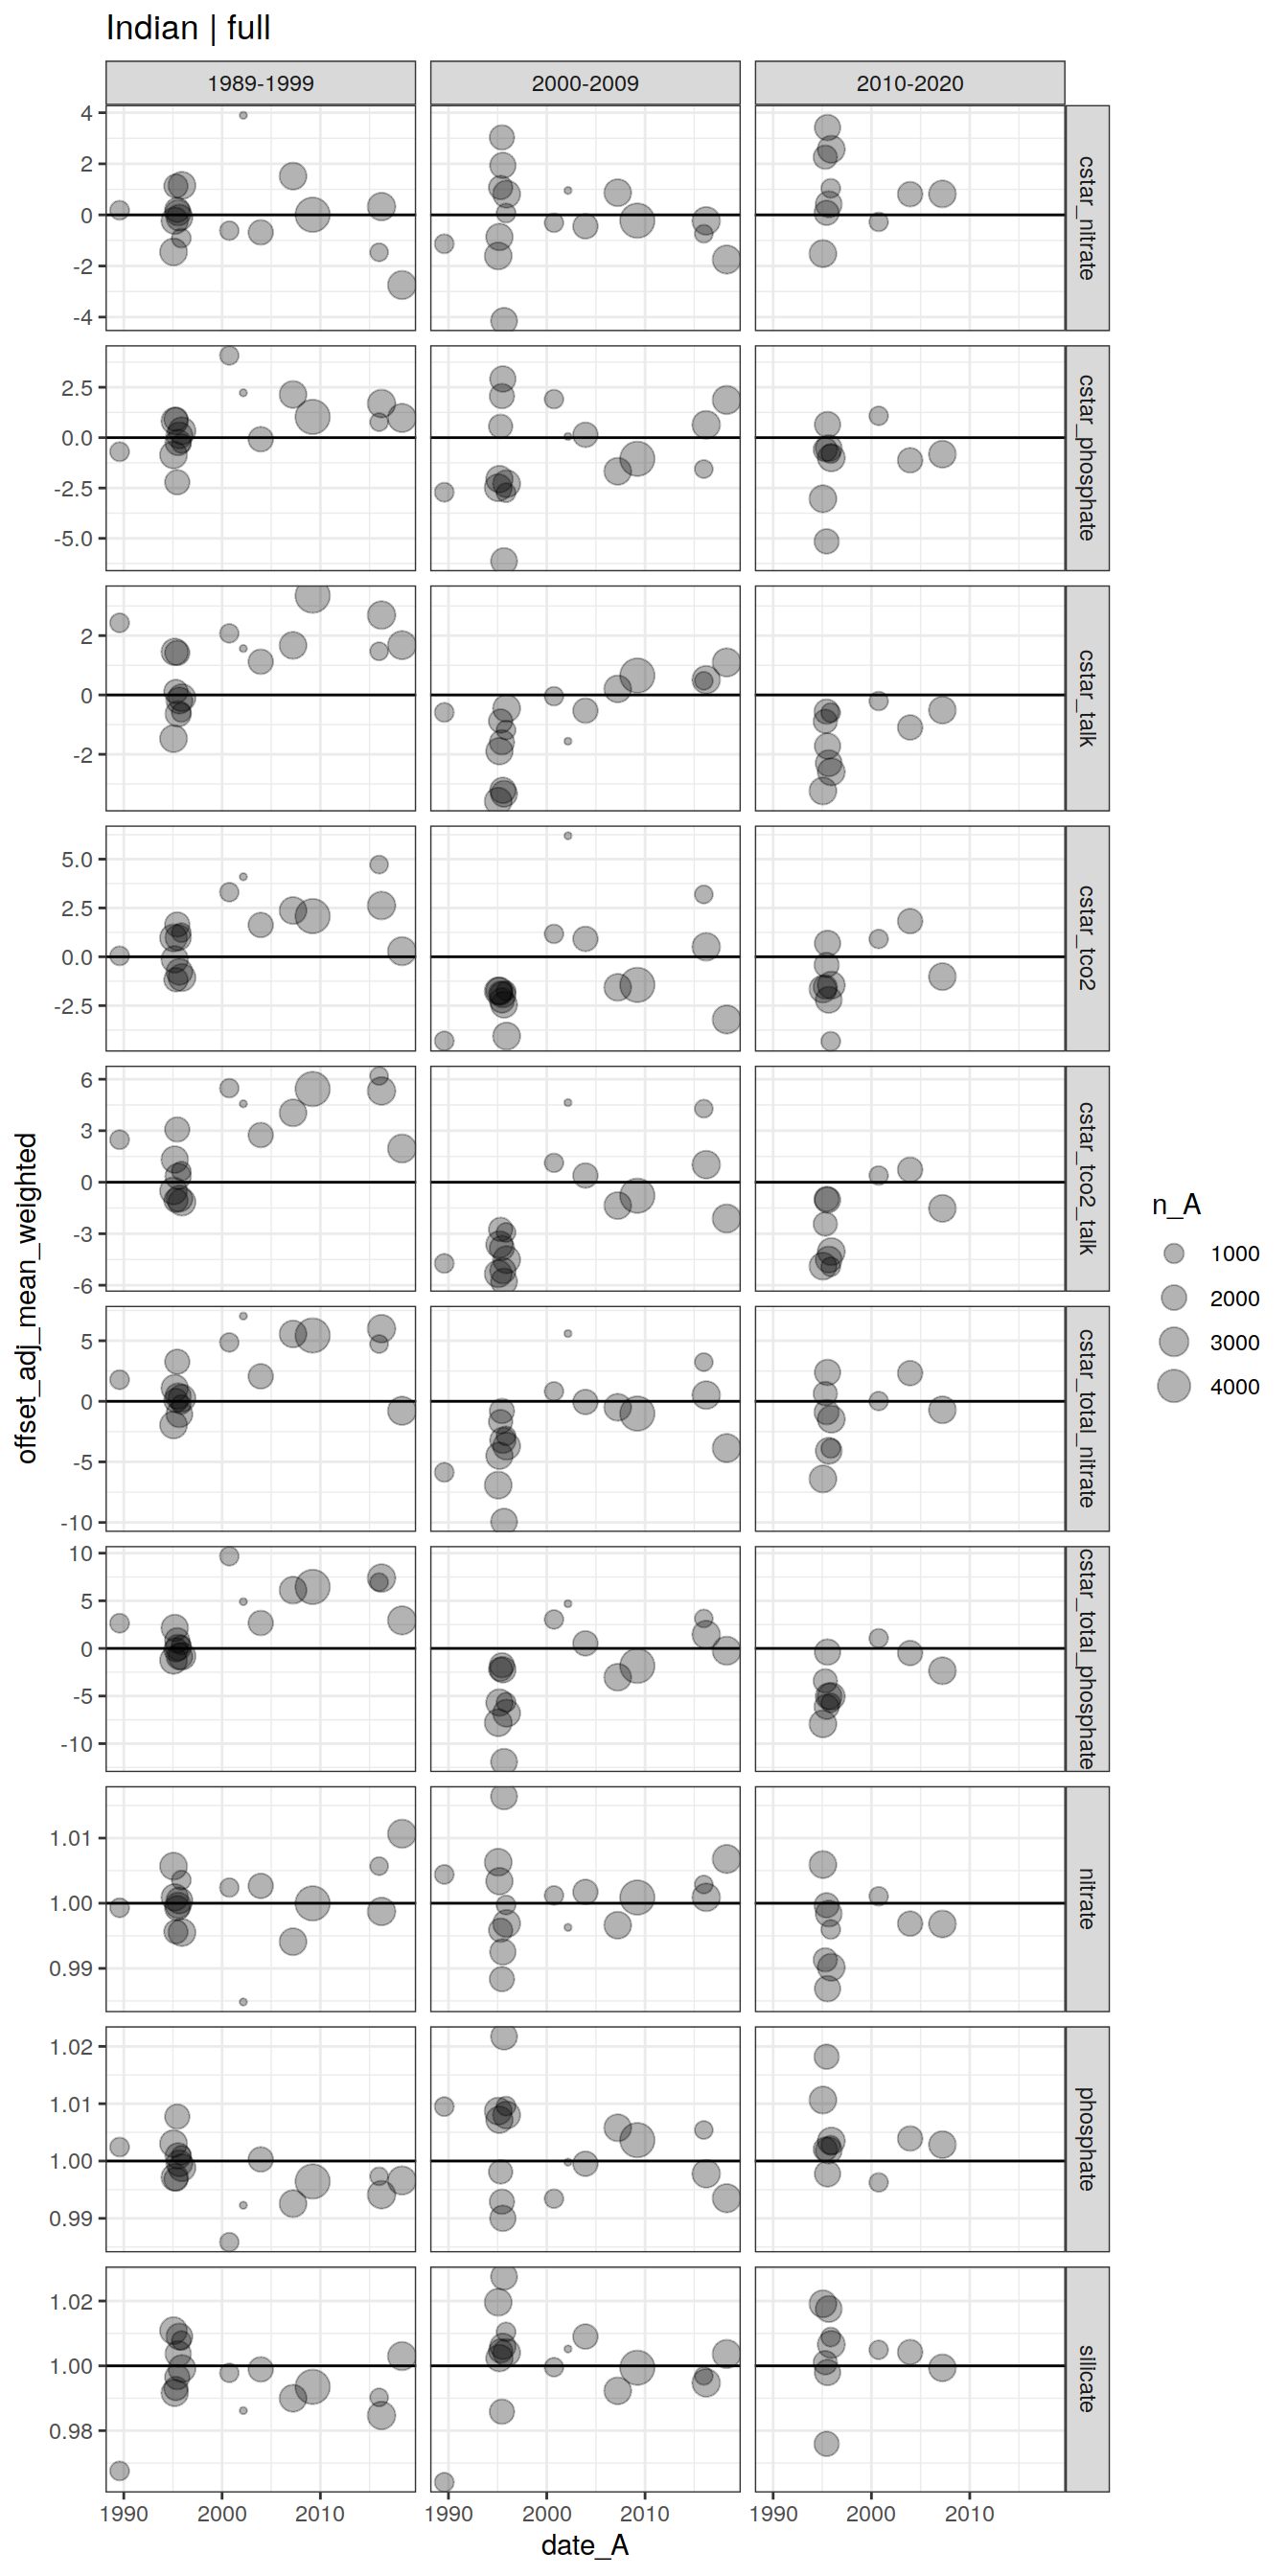 Indian | full
1989-1999
2000-2009
2010-2020
4
2
0
-2
-4
cstar_nitrate
2.5
0.0
-2.5
-5.0
cstar_phosphate
2
0
-2
cstar_talk
5.0
2.5
0.0
-2.5
cstar_tco2
6
3
0
-3
-6
cstar_tco2_talk
5
0
-5
-10
cstar_total_nitrate
10
5
0
-5
-10
cstar_total_phosphate
1.01
1.00
0.99
nitrate
1.02
1.01
1.00
0.99
phosphate
1.02
1.00
0.98
silicate
1990 2000 2010
1990 2000 2010
1990 2000 2010
date_A
offset_adj_mean_weighted
n_A
1000
2000
3000
4000